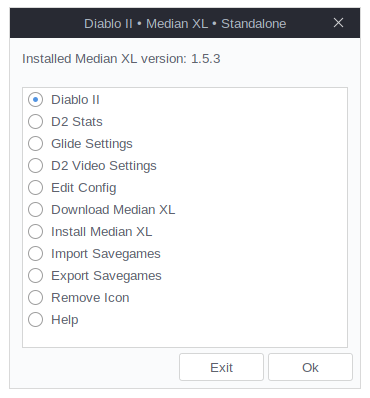 Diablo II • Median XL • Standalone
Installed Median XL version: 1.5.3
Diablo II
D2 Stats
Glide Settings
D2 Video Settings
Edit Config
Download Median XL
Install Median XL
Import Savegames
Export Savegames
Remove Icon
Help
Exit Ok